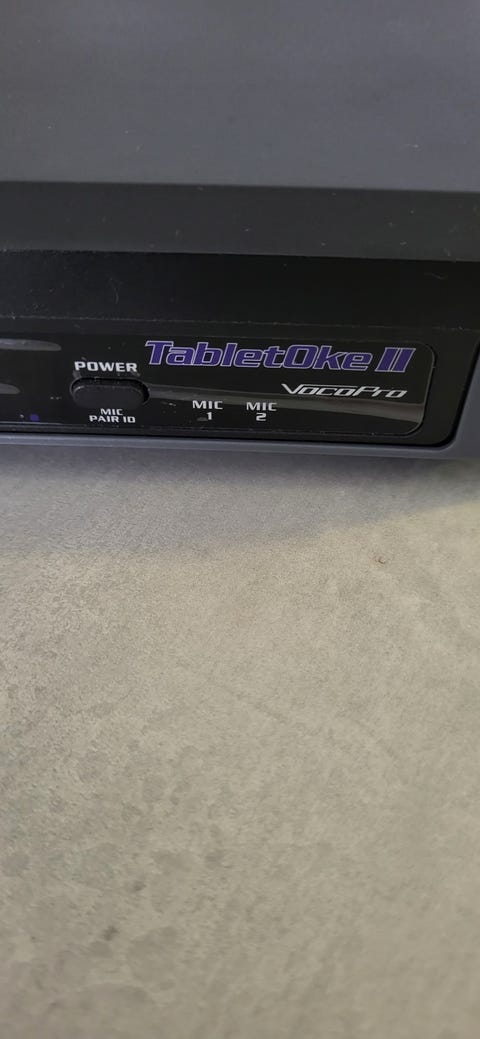 TabletOke II
POWER
VocoPro
MIC 1
MIC 2
MIC
PAIR ID